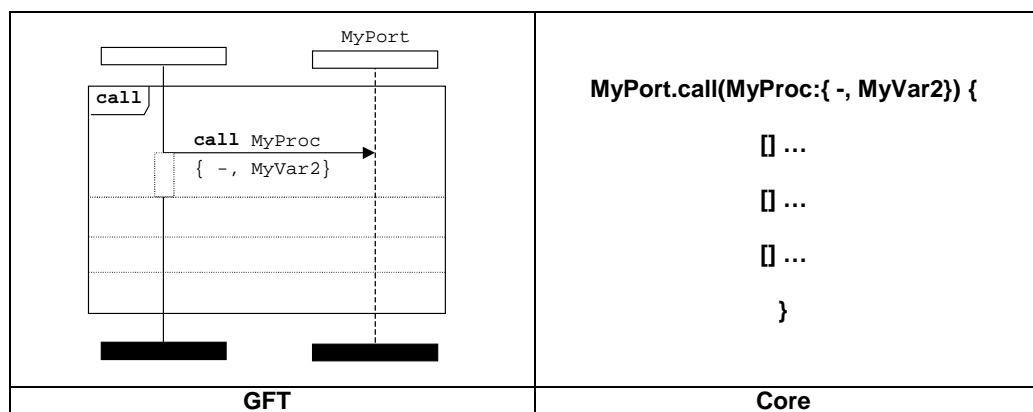 MyPort
call
call MyProc
{ -, MyVar2}
MyPort.call(MyProc:{ -, MyVar2}) {
[] …
[] …
[] …
}
GFT
Core